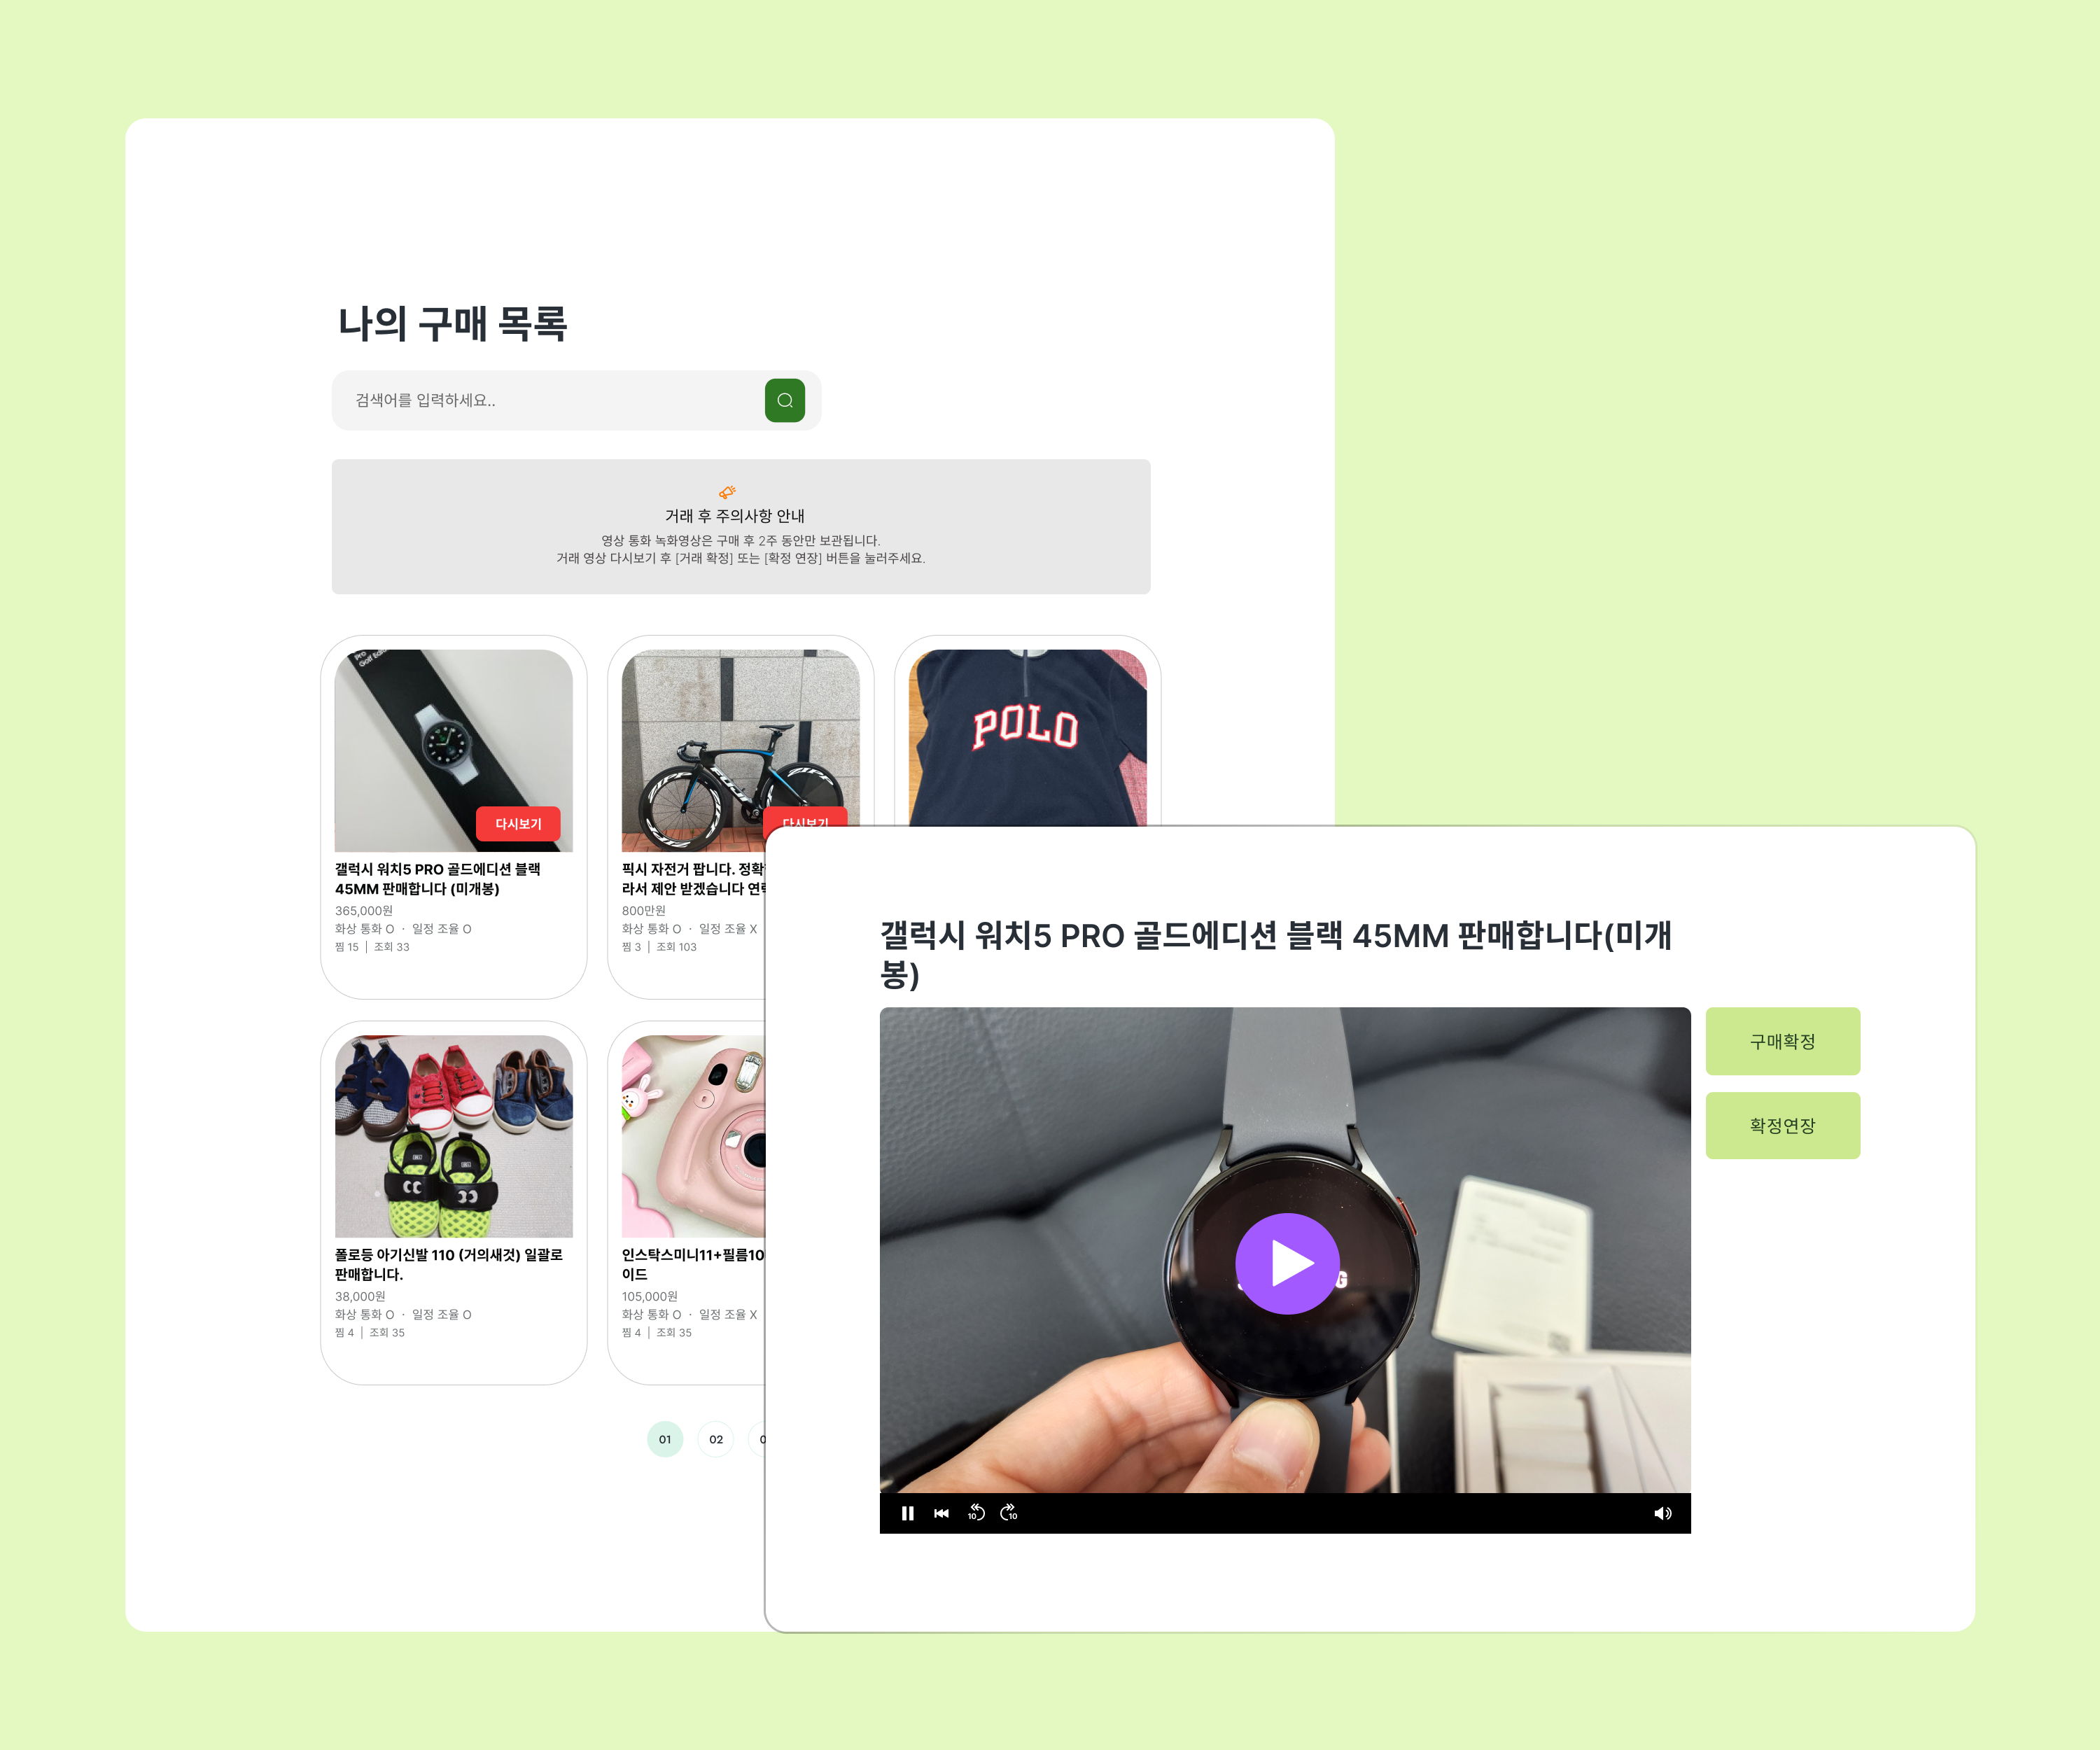 나의 구매 목록
검색어를 입력하세요..
거래 후 주의사항 안내
영상 통화 녹화영상은 구매 후 2주 동안만 보관됩니다.
거래 영상 다시보기 후 [거래 확정] 또는 [확정 연장] 버튼을 눌러주세요.
Pro
Golf Edit
POLO
ZIPP
FUJI
ZIPP
다시보기
다시보기
갤럭시 워치5 PRO 골드에디션 블랙
45MM 판매합니다 (미개봉)
365,000원
화상 통화 O · 일정 조율 O
찜 15 | 조회 33
픽시 자전거 팝니다. 정확
라서 제안 받겠습니다
800만원
화상 통화 O · 일정 조율 X
찜 3 | 조회 103
폴로등 아기신발 110 (거의새것) 일괄로
판매합니다.
38,000원
화상 통화 O · 일정 조율 O
찜 4 | 조회 35
인스탁스미니11+필름10
이드
105,000원
화상 통화 O · 일정 조율 X
찜 4 | 조회 35
01
02
갤럭시 워치5 PRO 골드에디션 블랙 45MM 판매합니다(미개
봉)
구매확정
확정연장
10
10